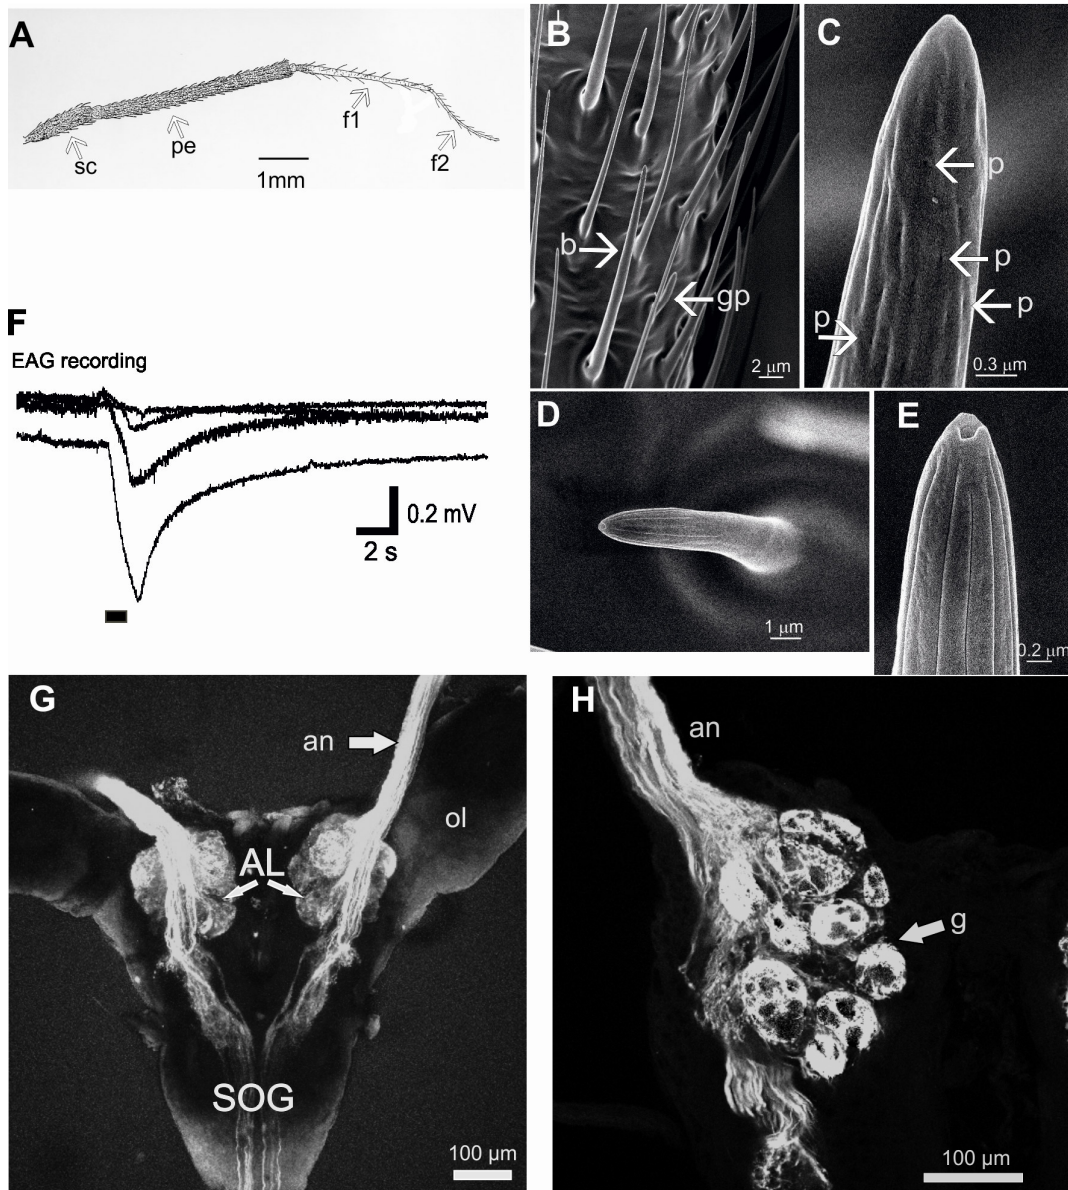 A
sc
pe
f1
f2
1mm
B
b
gp
2 μm
C
p
p
p
p
0.3 μm
F
EAG recording
0.2 mV
2 s
D
1 μm
E
0.2 μm
G
an
ol
AL
SOG
100 μm
H
an
g
100 μm